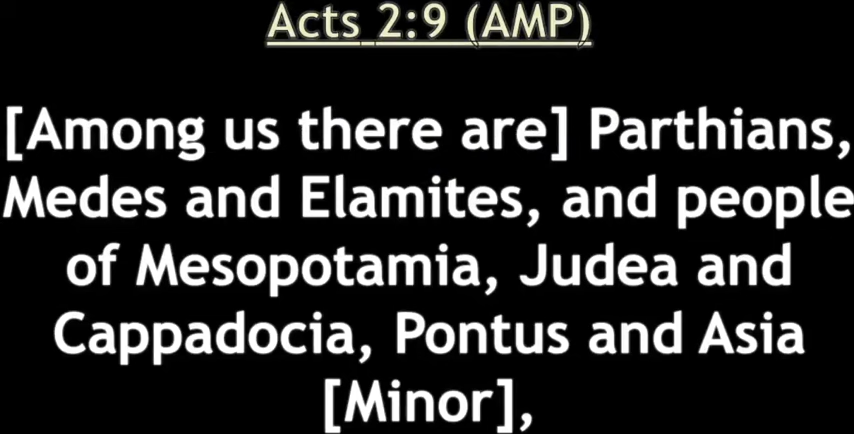 Acts 2:9 (AMP)
[Among us there are] Parthians,
Medes and Elamites, and people
of Mesopotamia, Judea and
Cappadocia, Pontus and Asia
[Minor],